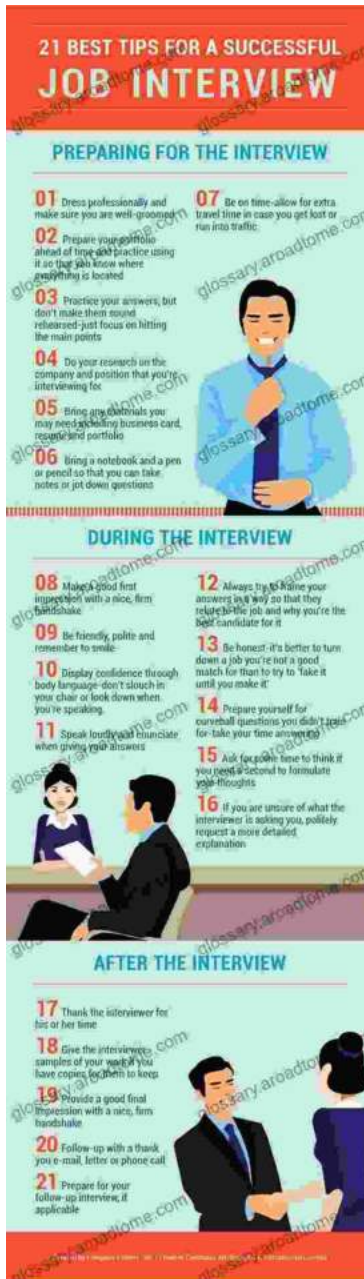 21 BEST TIPS FOR A SUCCESSFUL
JOB INTERVIEW
PREPARING FOR THE INTERVIEW
01 Dress professionally and
make sure you are well-groomed
02 Prepare your portfolio
ahead of time and practice using
it so that you know where
everything is located
03 Practice your answers, but
don't make them sound
rehearsed-just focus on hitting
the main points
04 Do your research on the
company and position that you're
interviewing for
05 Bring any materials you
may need including business card,
resume and portfolio
06 Bring a notebook and a pen
or pencil so that you can take
notes or jot down questions
07 Be on time-allow for extra
travel time in case you get lost or
run into traffic
DURING THE INTERVIEW
08 Make a good first
impression with a nice, firm
handshake
09 Be friendly, polite and
remember to smile
10 Display confidence through
body language-don't slouch in
your chair or look down when
you're speaking
11 Speak loudly and enunciate
when giving your answers
12 Always try to frame your
answers in a way so that they
relate to the job and why you're the
best candidate for it
13 Be honest-it's better to turn
down a job you're not a good
match for than to try to 'fake it
until you make it'
14 Prepare yourself for
curveball questions you didn't
for-take your time answering
15 Ask for some time to think if
you need a second to formulate
your thoughts
16 If you are unsure of what the
interviewer is asking you, politely
request a more detailed
explanation
AFTER THE INTERVIEW
17 Thank the interviewer for
his or her time
18 Give the interviewer
samples of your work if you
have copies for them to keep
19 Provide a good final
impression with a nice, firm
handshake
20 Follow-up with a thank
you e-mail, letter or phone call
21 Prepare for your
follow-up interview, if
applicable
glossary.aroadtome.com